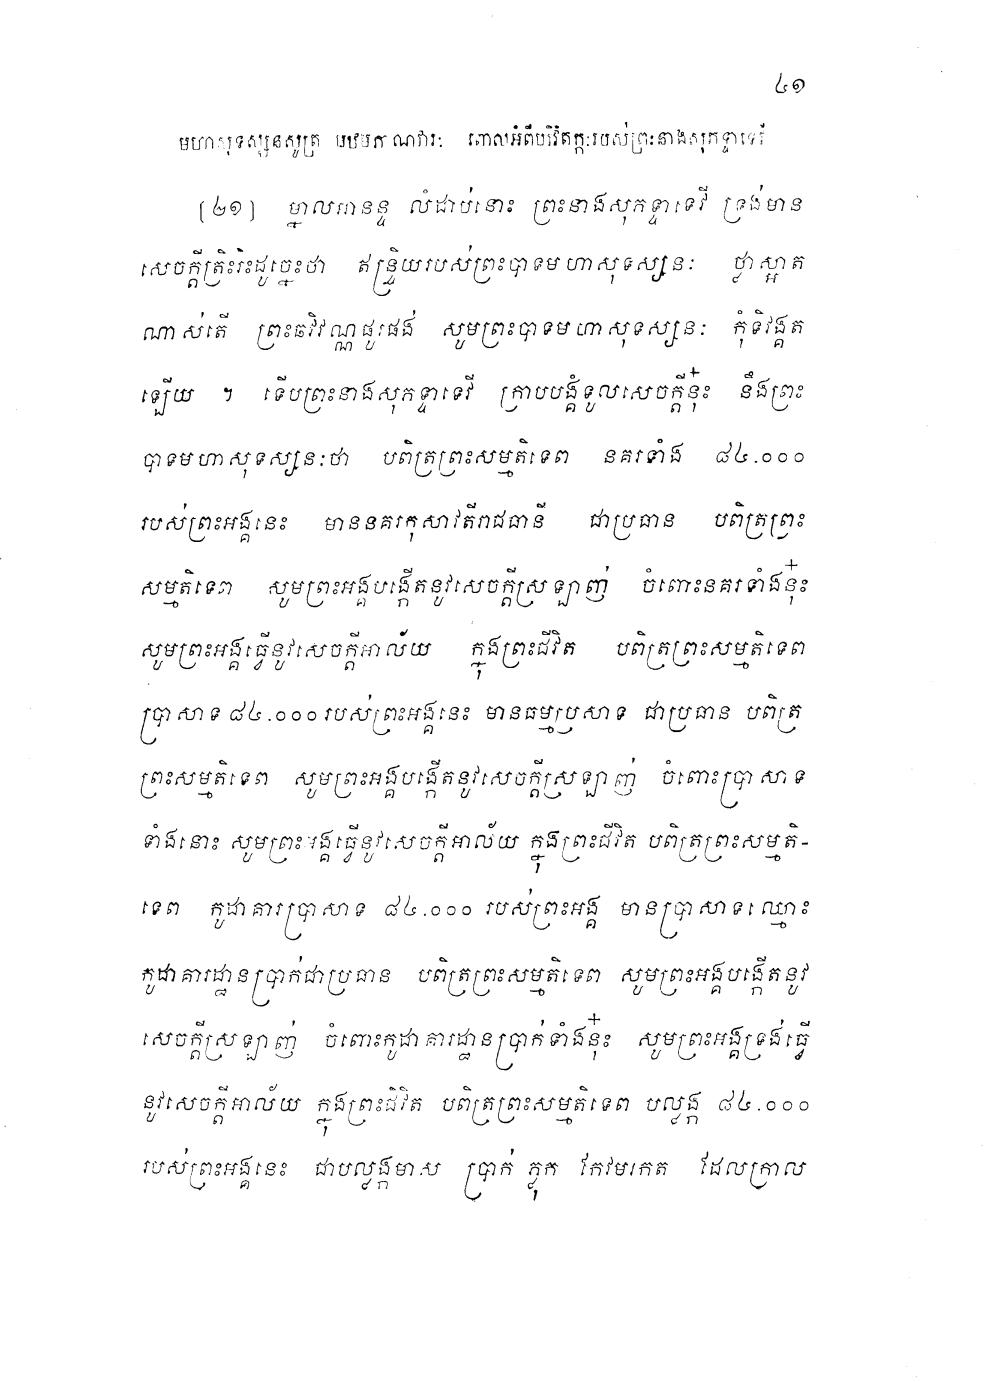 ៤១
មហាសុទស្សនសូត្រ បឋមភាណវារៈ ពោលអំពីបរិវិតក្កៈរបស់ព្រះនាងសុភទ្ទាទេវី
(២១) ម្នាលអានន្ទ លំដាប់នោះ ព្រះនាងសុភទ្ទាទេវី ទ្រង់មាន
សេចក្តីត្រិះរិះដូច្នេះថា ឥន្ទ្រិយរបស់ព្រះបាទមហាសុទស្សនៈ ថ្លាស្អាត
ណាស់តើ ព្រះឆវិវណ្ណផូរផង់ សូមព្រះបាទមហាសុទស្សនៈ កុំទិវង្គត
ឡើយ ។ ទើបព្រះនាងសុភទ្ទាទេវី ក្រាបបង្គំទូលសេចក្តីនុ៎ះ នឹងព្រះ
បាទមហាសុទស្សនៈថា បពិត្រព្រះសម្មតិទេព នគរទាំង ៨៤.០០០
របស់ព្រះអង្គនេះ មាននគរកុសាវតីរាជធានី ជាប្រធាន បពិត្រព្រះ
សម្មតិទេព សូមព្រះអង្គបង្កើតនូវសេចក្តីស្រឡាញ់ ចំពោះនគរទាំងនុ៎ះ
សូមព្រះអង្គធ្វើនូវសេចក្តីអាល័យ ក្នុងព្រះជីវិត បពិត្រព្រះសម្មតិទេព
ប្រាសាទ៨៤.០០០របស់ព្រះអង្គនេះ មានធម្មប្រសាទ ជាប្រធាន បពិត្រ
ព្រះសម្មតិទេព សូមព្រះអង្គបង្កើតនូវសេចក្តីស្រឡាញ់ ចំពោះប្រាសាទ
ទាំងនោះ សូមព្រះអង្គធ្វើនូវសេចក្តីអាល័យ ក្នុងព្រះជីវិត បពិត្រព្រះសម្មតិ-
ទេព កូដាគារប្រាសាទ ៨៤.០០០ របស់ព្រះអង្គ មានប្រាសាទឈ្មោះ
កូដាគារដ្ឋានប្រាក់ជាប្រធាន បពិត្រព្រះសម្មតិទេព សូមព្រះអង្គបង្កើតនូវ
សេចក្តីស្រឡាញ់ ចំពោះកូដាគារដ្ឋានប្រាក់ទាំងនុ៎ះ សូមព្រះអង្គទ្រង់ធ្វើ
នូវសេចក្តីអាល័យ ក្នុងព្រះជិវិត បពិត្រព្រះសម្មតិទេព បល្លង្ក ៨៤.០០០
របស់ព្រះអង្គនេះ ជាបល្លង្កមាស ប្រាក់ ភ្លុក កែវមរកត ដែលក្រាល